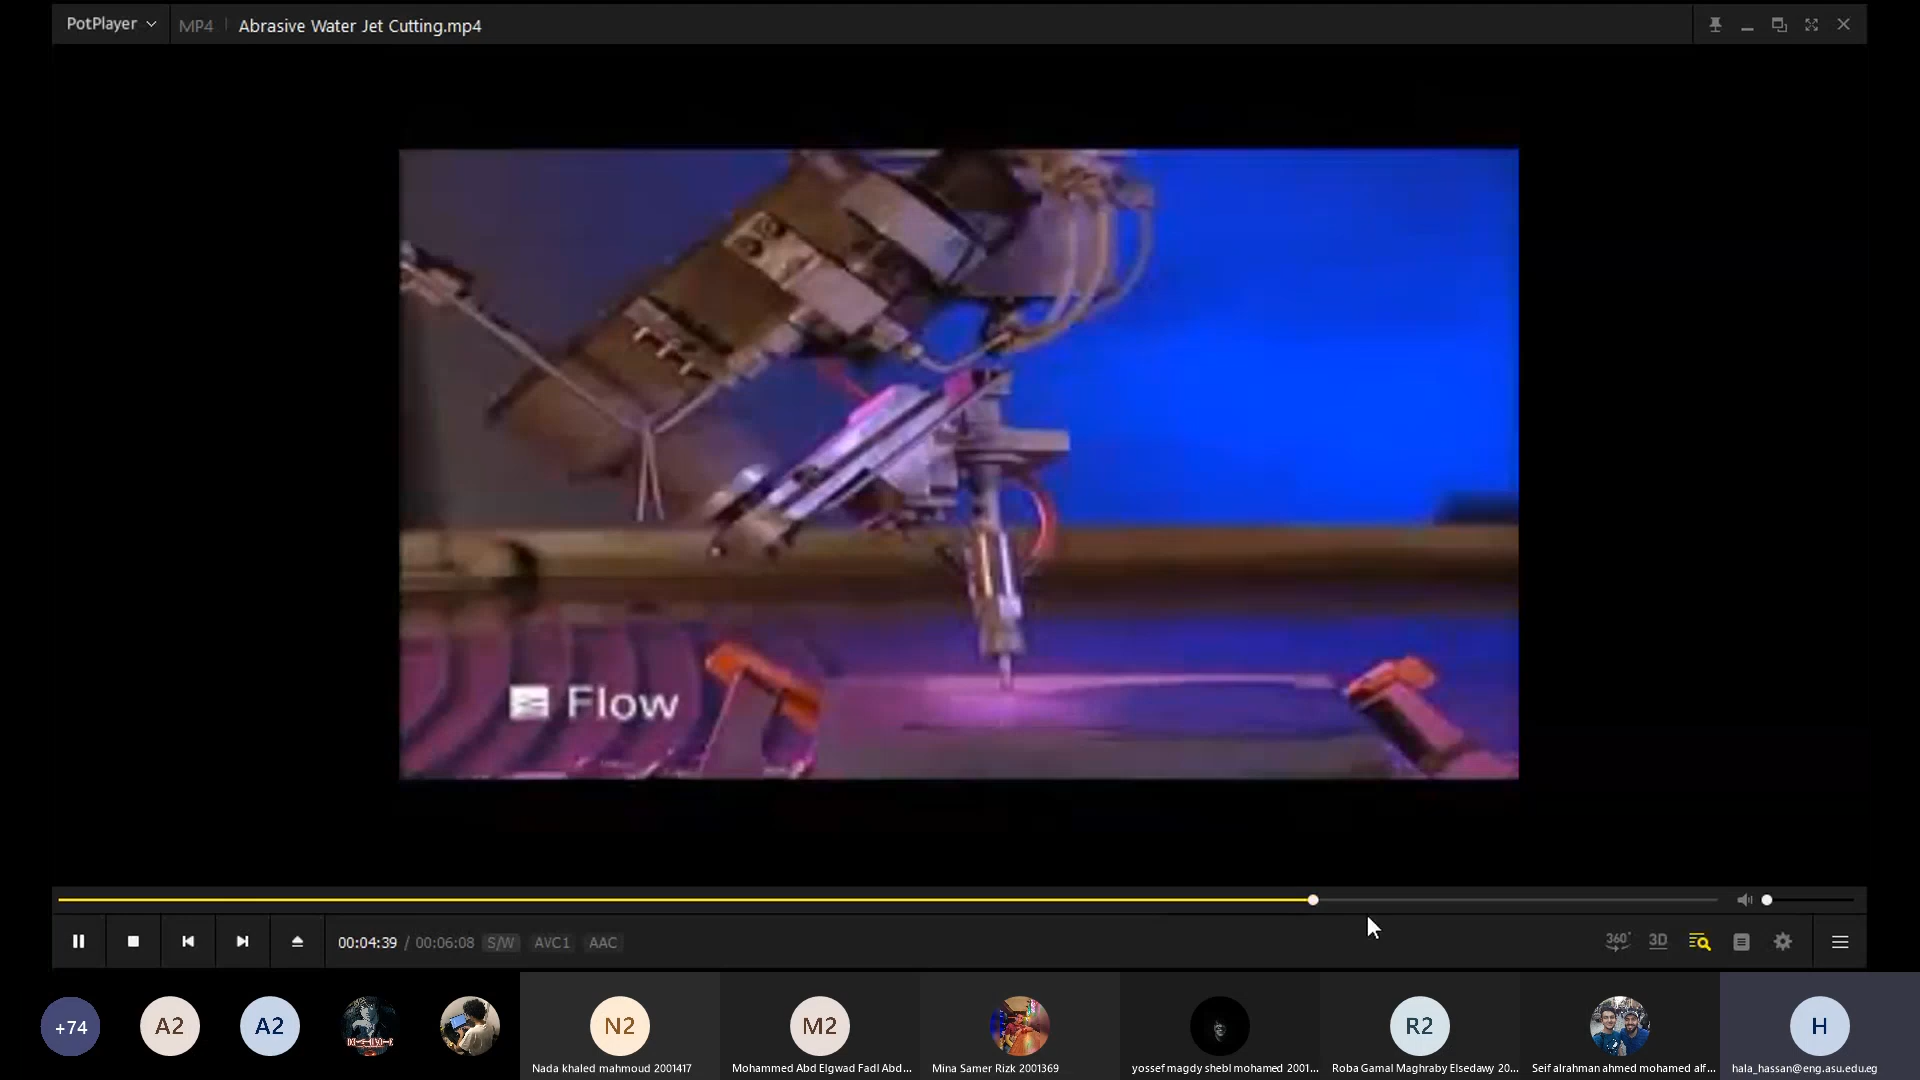 PotPlayer
MP4
Abrasive Water Jet Cutting.mp4
Flow
00:04:39 / 00:06:08 S/W AVC1 AAC
360° 3D
+74
A2
A2
N2
M2
R2
H
Nada khaled mahmoud 2001417
Mohammed Abd Elgwad Fadl Abd...
Mina Samer Rizk 2001369
yossef magdy shebl mohamed 2001...
Roba Gamal Maghraby Elsedawy 20...
Seif alrahman ahmed mohamed alf...
hala_hassan@eng.asu.edu.eg